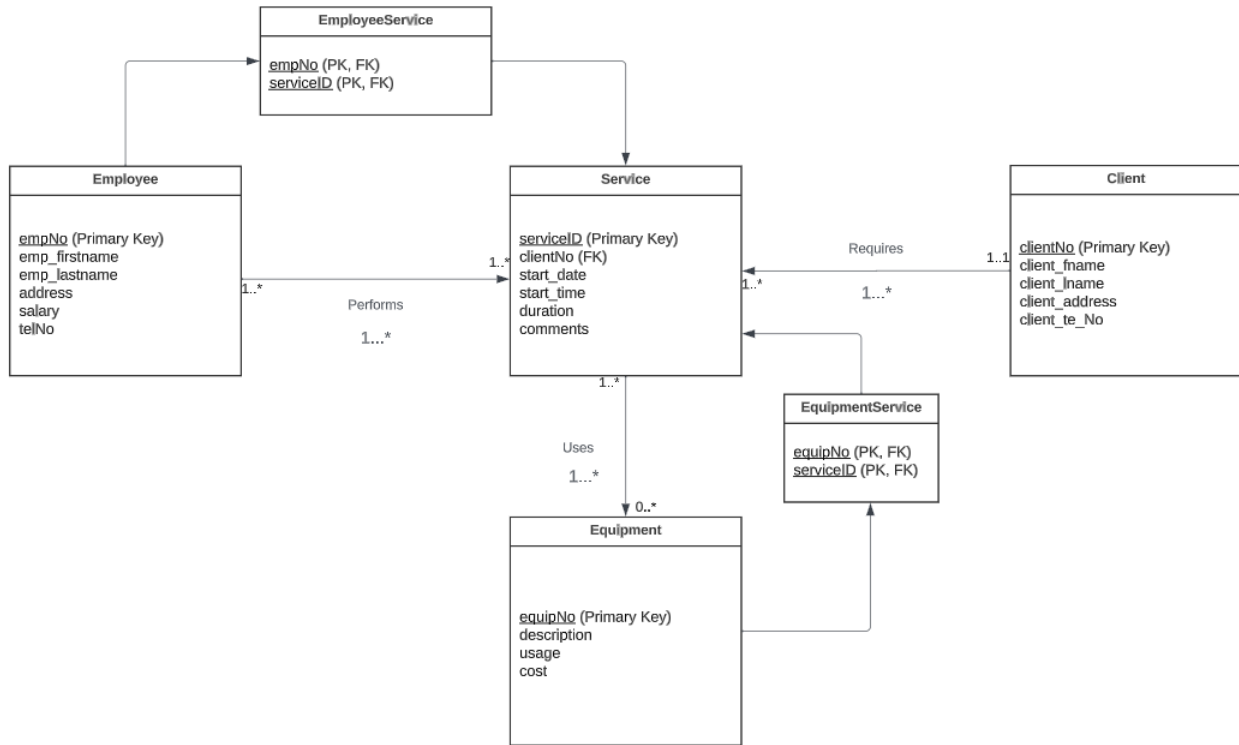 EmployeeService
empNo (PK, FK)
serviceID (PK, FK)
Employee
empNo (Primary Key)
emp_firstname
emp_lastname
address
salary
telNo
1..*
Performs
1...*
1..*
Service
serviceID (Primary Key)
clientNo (FK)
start_date
start_time
duration
comments
1..*
Requires
1...*
1..1
Client
clientNo (Primary Key)
client_fname
client_lname
client_address
client_te_No
1..*
Uses
1...*
0..*
EquipmentService
equipNo (PK, FK)
serviceID (PK, FK)
Equipment
equipNo (Primary Key)
description
usage
cost